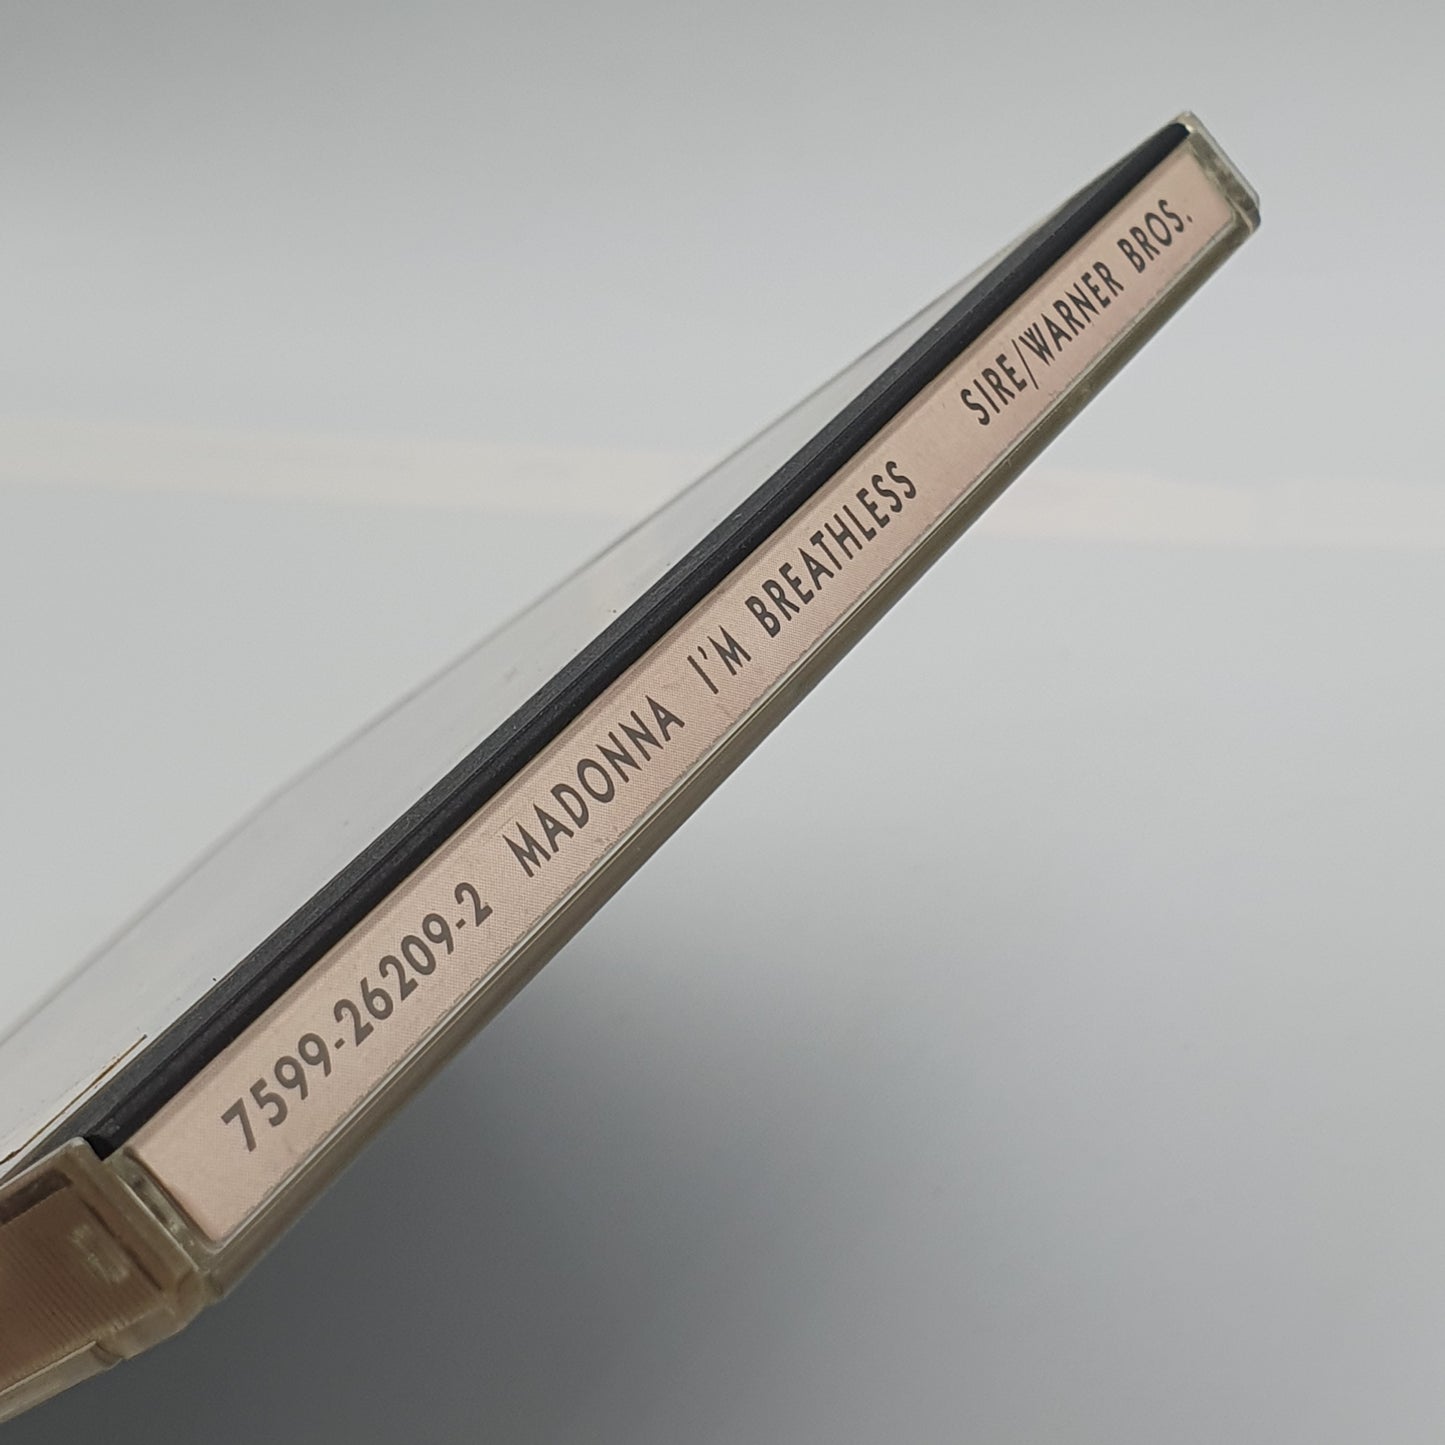 7599-26209-2 MADONNA I'M BREATHLESS SIRE/WARNER BROS.